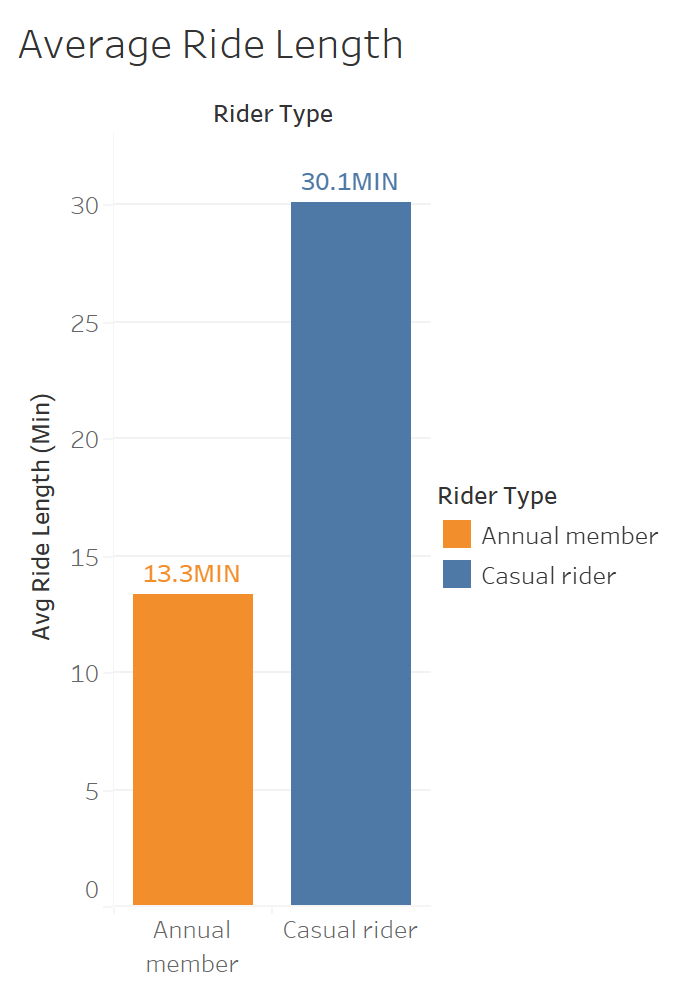 Average Ride Length
Rider Type
30.1MIN
30
25
20
15
13.3MIN
10
5
0
Avg Ride Length (Min)
Annual
member
Casual rider
Rider Type
Annual member
Casual rider